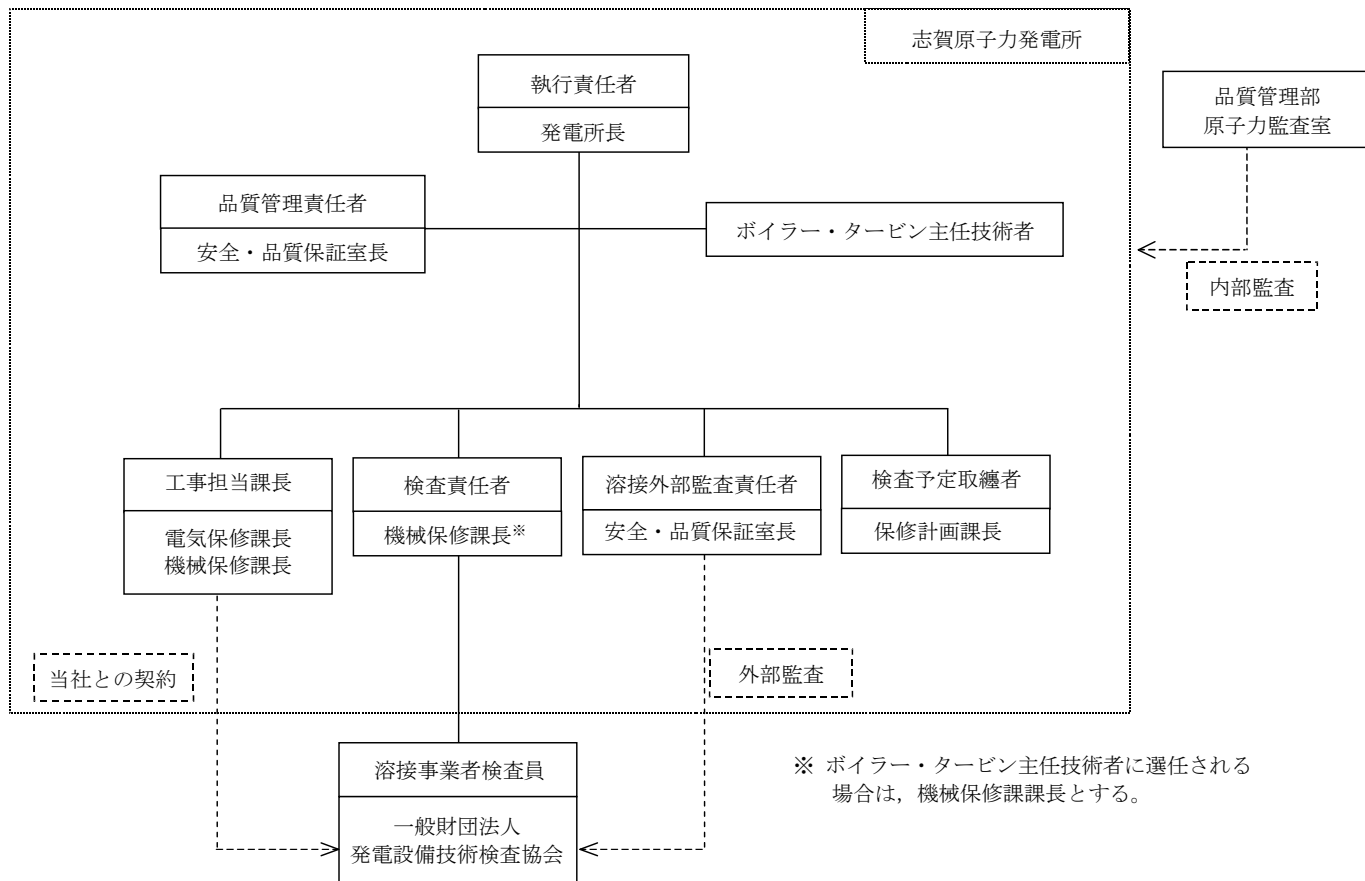 志賀原子力発電所
執行責任者
発電所長
品質管理部
原子力監査室
品質管理責任者
安全・品質保証室長
ボイラー・タービン主任技術者
内部監査
工事担当課長
電気保修課長
機械保修課長
検査責任者
機械保修課長※
溶接外部監査責任者
安全・品質保証室長
検査予定取纏者
保修計画課長
当社との契約
外部監査
溶接事業者検査員
一般財団法人
発電設備技術検査協会
※ ボイラー・タービン主任技術者に選任される
場合は，機械保修課課長とする。